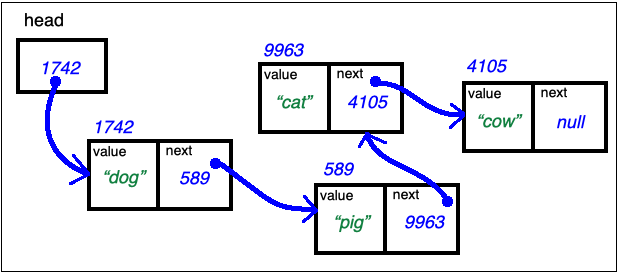 head
1742
9963
value next
“cat” 4105
4105
value next
“cow” null
1742
value next
“dog” 589
589
value next
“pig” 9963